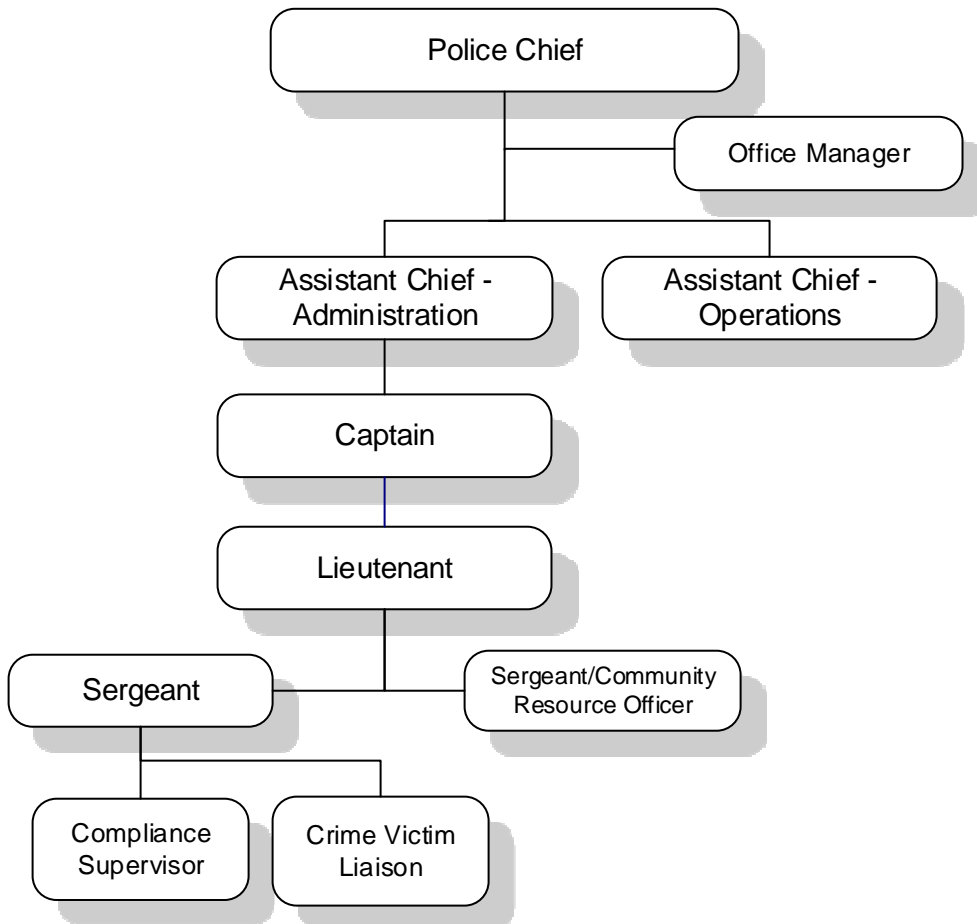 Police Chief
Office Manager
Assistant Chief -
Administration
Assistant Chief -
Operations
Captain
Lieutenant
Sergeant
Sergeant/Community
Resource Officer
Compliance
Supervisor
Crime Victim
Liaison